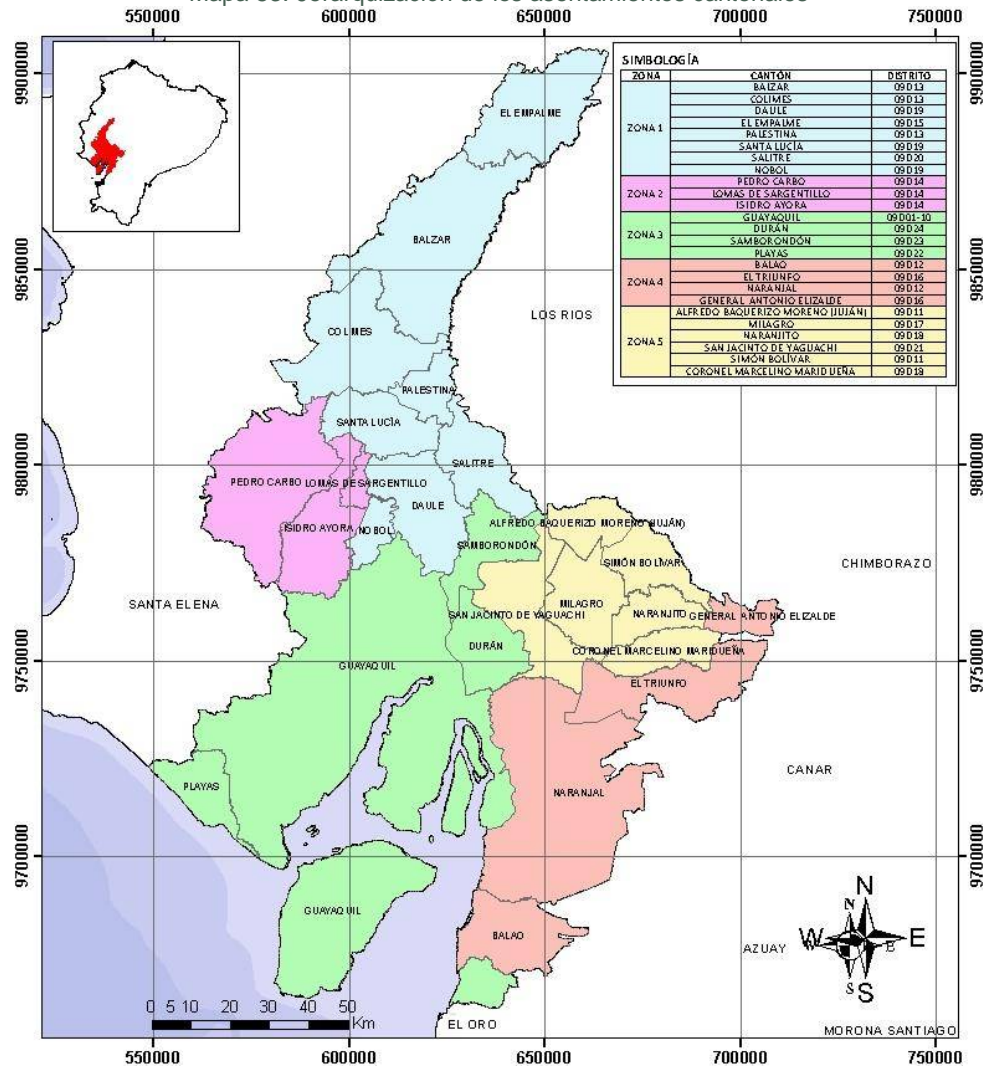 550000 600000 650000 700000 750000
SIMBOLOGÍA
ZONA CANTÓN DISTRITO
ZONA 1
BALZAR 09D13
COLIMES 09D13
DAULE 09D19
EL EMPALME 09D15
PALESTINA 09D13
SANTA LUCÍA 09D19
SALITRE 09D20
NOBOL 09D19
ZONA 2
PEDRO CARBO 09D14
LOMAS DE SARGENTILLO 09D14
ISIDRO AYORA 09D14
ZONA 3
GUAYAQUIL 09D01-10
DURÁN 09D24
SAMBORONDÓN 09D23
PLAYAS 09D22
ZONA 4
BALAO 09D12
EL TRIUNFO 09D16
NARANJAL 09D12
GENERAL ANTONIO ELIZALDE 09D16
ZONA 5
ALFREDO BAQUERIZO MORENO (JUJÁN) 09D11
MILAGRO 09D17
NARANJITO 09D18
SAN JACINTO DE YAGUACHI 09D21
SIMÓN BOLÍVAR 09D11
CORONEL MARCELINO MARIDUEÑA 09D18
9900000 9900000
EL EMPALME
BALZAR
9850000 9850000
LOS RIOS
COLIMES
PALESTINA
SANTA LUCÍA
9800000 9800000
SALITRE
PEDRO CARBO LOMAS DE SARGENTILLO
DAULE
ISIDRO AYORA NOBOL
ALFREDO BAQUERIZO MORENO (JUJÁN)
SAMBORONDÓN
SIMÓN BOLÍVAR
CHIMBORAZO
SANTA ELENA
MILAGRO
SAN JACINTO DE YAGUACHI
NARANJITO
GENERAL ANTONIO ELIZALDE
DURÁN
CORONEL MARCELINO MARIDUEÑA
9750000 9750000
GUAYAQUIL
EL TRIUNFO
CANAR
PLAYAS
NARANJAL
9700000 9700000
GUAYAQUIL
BALAO
AZUAY
N
N
W E
E
S
S
0 5 10 20 30 40 50
Km
EL ORO
MORONA SANTIAGO
550000 600000 650000 700000 750000